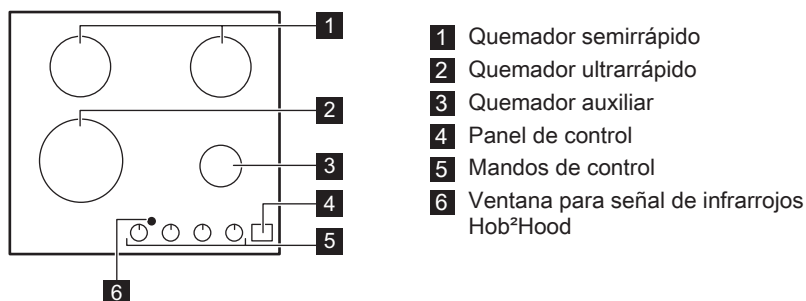 1
2
3
4
5
6
1 Quemador semirrápido
2 Quemador ultrarrápido
3 Quemador auxiliar
4 Panel de control
5 Mandos de control
6 Ventana para señal de infrarrojos
Hob²Hood